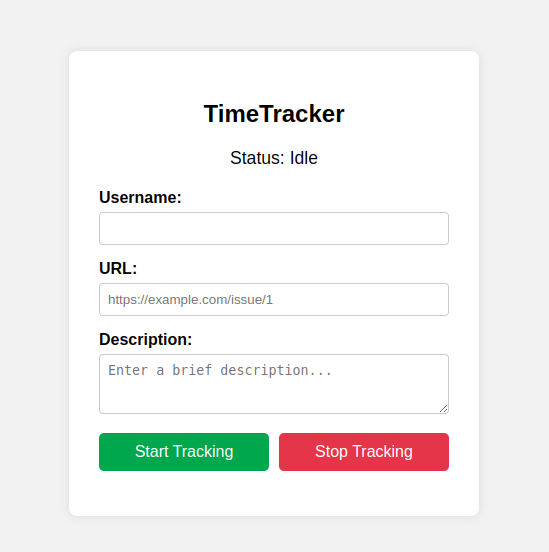 TimeTracker
Status: Idle
Username:
URL:
https://example.com/issue/1
Description:
Enter a brief description...
Start Tracking
Stop Tracking